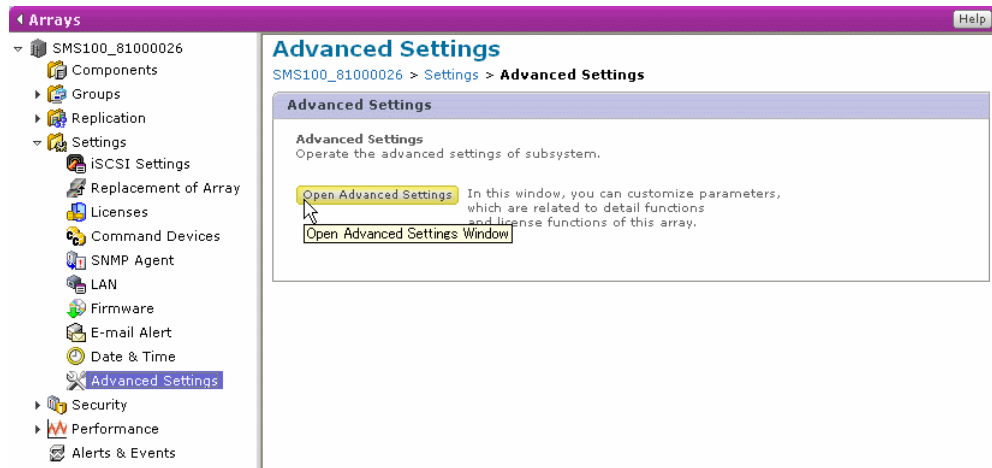 Arrays
Help
SMS100_81000026
Components
Groups
Replication
Settings
iSCSI Settings
Replacement of Array
Licenses
Command Devices
SNMP Agent
LAN
Firmware
E-mail Alert
Date & Time
Advanced Settings
Security
Performance
Alerts & Events
Advanced Settings
SMS100_81000026 > Settings > Advanced Settings
Advanced Settings
Advanced Settings
Operate the advanced settings of subsystem.
Open Advanced Settings
In this window, you can customize parameters,
which are related to detail functions
and license functions of this array.
Open Advanced Settings Window